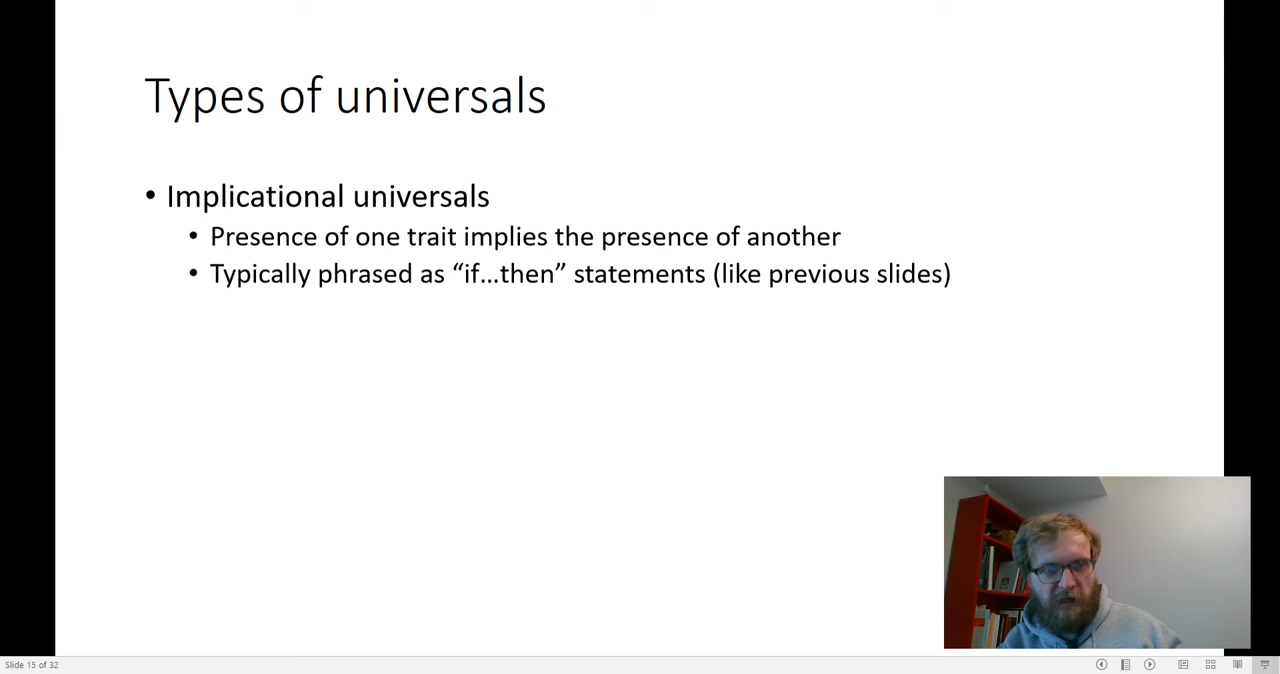 Types of universals
• Implicational universals
• Presence of one trait implies the presence of another
• Typically phrased as “if...then” statements (like previous slides)
Slide 15 of 32